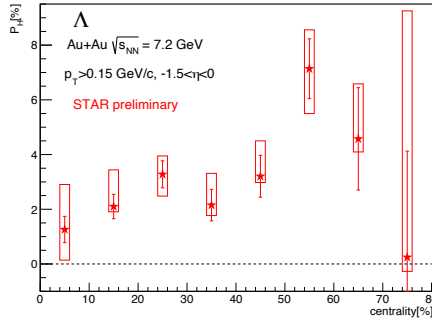 P_H[%]
Λ
Au+Au √s_NN = 7.2 GeV
p_T>0.15 GeV/c, -1.5<η<0
STAR preliminary
8
6
4
2
0
0 10 20 30 40 50 60 70 80
centrality[%]